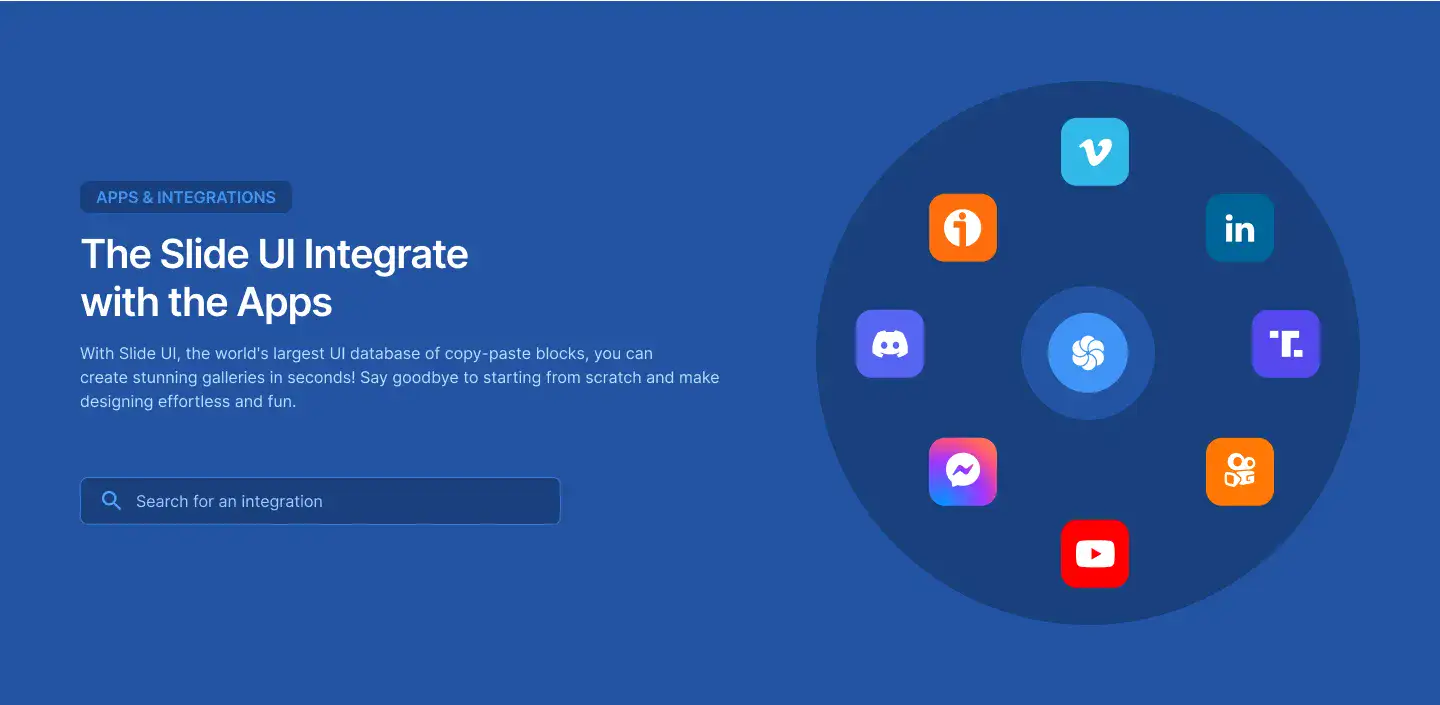 APPS & INTEGRATIONS
The Slide UI Integrate
with the Apps
With Slide UI, the world's largest UI database of copy-paste blocks, you can
create stunning galleries in seconds! Say goodbye to starting from scratch and make
designing effortless and fun.
Search for an integration
in
T.